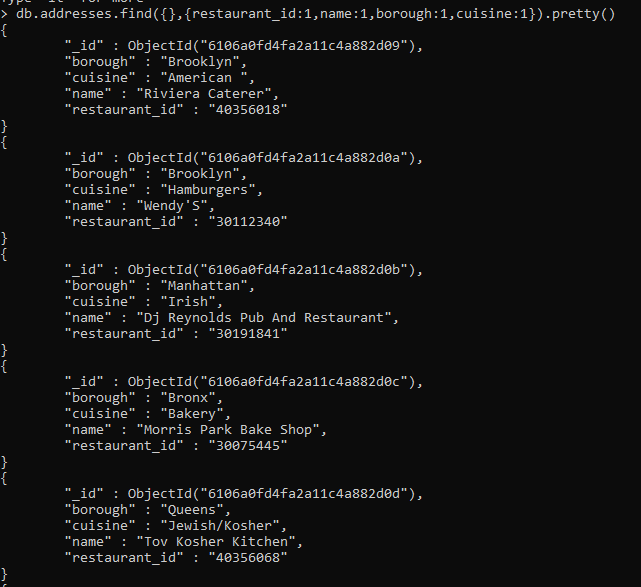 > db.addresses.find({},{restaurant_id:1,name:1,borough:1,cuisine:1}).pretty()
{
"_id" : ObjectId("6106a0fd4fa2a11c4a882d09"),
"borough" : "Brooklyn",
"cuisine" : "American ",
"name" : "Riviera Caterer",
"restaurant_id" : "40356018"
}
{
"_id" : ObjectId("6106a0fd4fa2a11c4a882d0a"),
"borough" : "Brooklyn",
"cuisine" : "Hamburgers",
"name" : "Wendy'S",
"restaurant_id" : "30112340"
}
{
"_id" : ObjectId("6106a0fd4fa2a11c4a882d0b"),
"borough" : "Manhattan",
"cuisine" : "Irish",
"name" : "Dj Reynolds Pub And Restaurant",
"restaurant_id" : "30191841"
}
{
"_id" : ObjectId("6106a0fd4fa2a11c4a882d0c"),
"borough" : "Bronx",
"cuisine" : "Bakery",
"name" : "Morris Park Bake Shop",
"restaurant_id" : "30075445"
}
{
"_id" : ObjectId("6106a0fd4fa2a11c4a882d0d"),
"borough" : "Queens",
"cuisine" : "Jewish/Kosher",
"name" : "Tov Kosher Kitchen",
"restaurant_id" : "40356068"
}